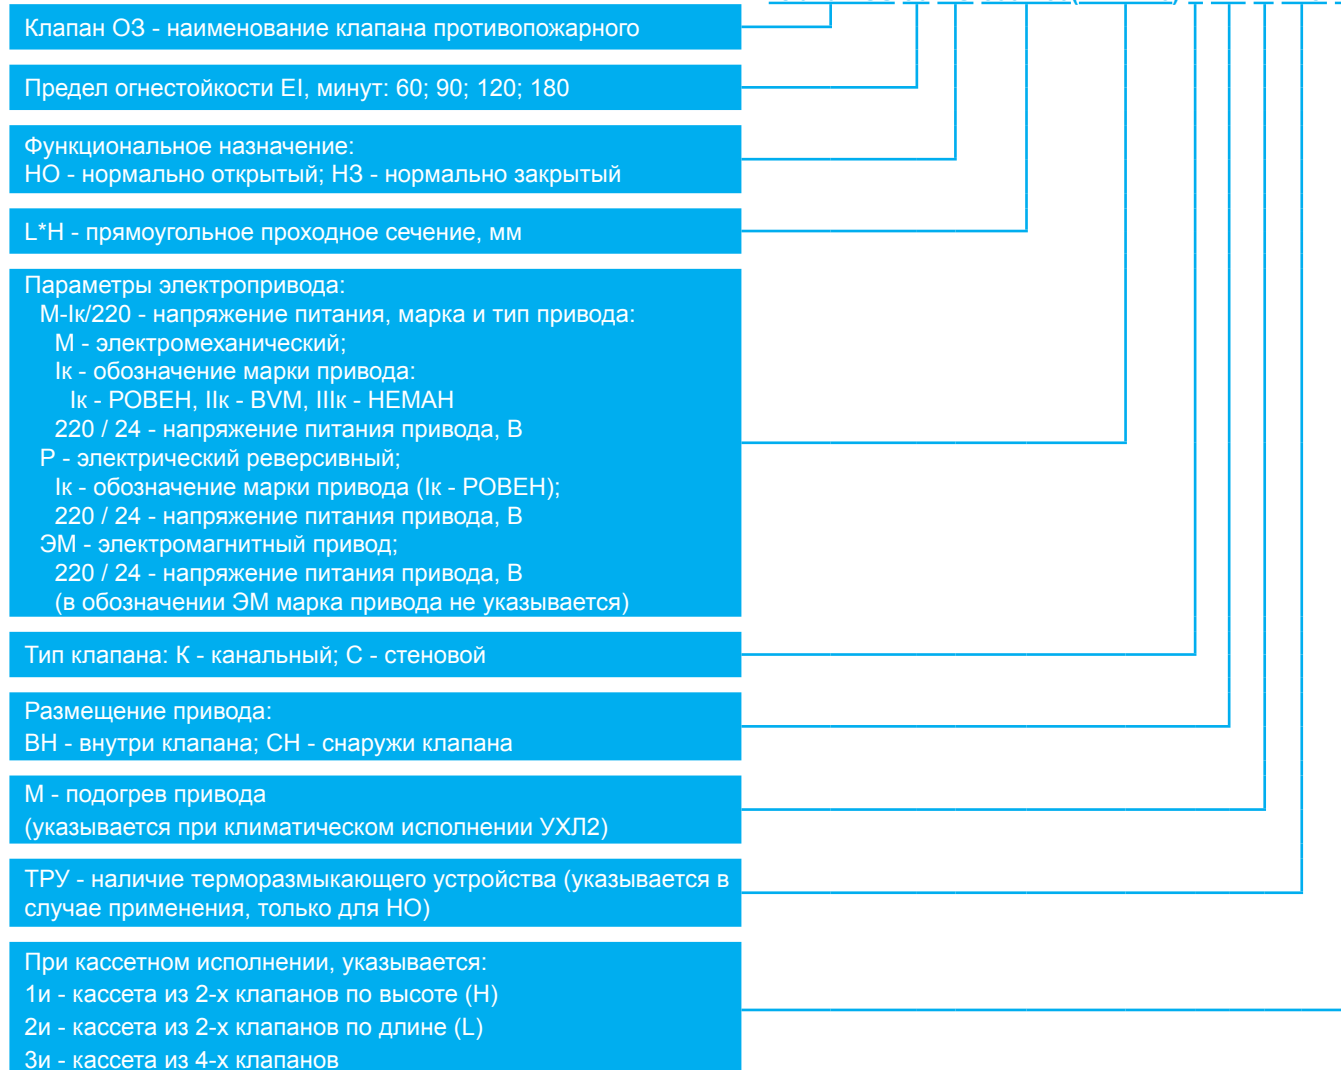 Клапан ОЗ - наименование клапана противопожарного
Предел огнестойкости EI, минут: 60; 90; 120; 180
Функциональное назначение:
НО - нормально открытый; НЗ - нормально закрытый
L*H - прямоугольное проходное сечение, мм
Параметры электропривода:
М-Iк/220 - напряжение питания, марка и тип привода:
М - электромеханический;
Iк - обозначение марки привода:
Iк - РОВЕН, IIк - BVM, IIIк - НЕМАН
220 / 24 - напряжение питания привода, В
Р - электрический реверсивный;
Iк - обозначение марки привода (Iк - РОВЕН);
220 / 24 - напряжение питания привода, В
ЭМ - электромагнитный привод;
220 / 24 - напряжение питания привода, В
(в обозначении ЭМ марка привода не указывается)
Тип клапана: К - канальный; С - стеновой
Размещение привода:
ВН - внутри клапана; СН - снаружи клапана
М - подогрев привода
(указывается при климатическом исполнении УХЛ2)
ТРУ - наличие терморазмыкающего устройства (указывается в
случае применения, только для НО)
При кассетном исполнении, указывается:
1и - кассета из 2-х клапанов по высоте (H)
2и - кассета из 2-х клапанов по длине (L)
3и - кассета из 4-х клапанов